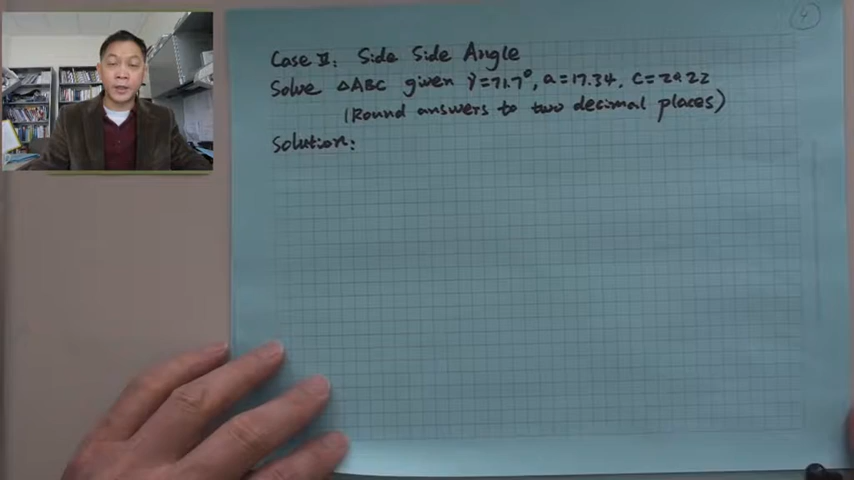 4
Case II: Side Side Angle
Solve △ABC given γ=71.7°, a=17.34, c=29.22
(Round answers to two decimal places)
Solution: